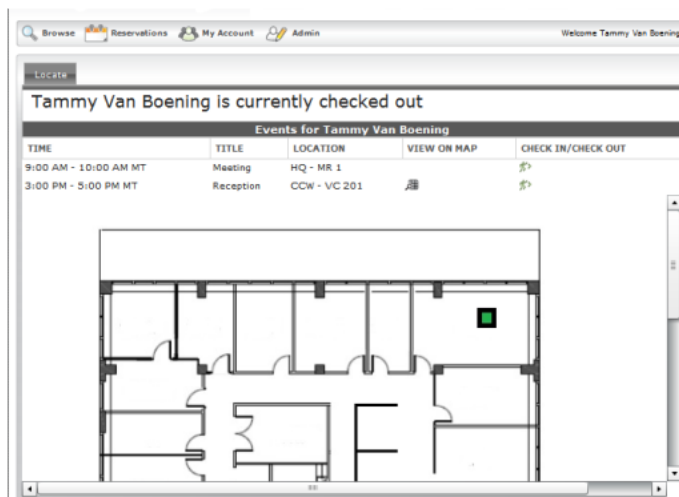 Browse Reservations My Account Admin Welcome Tammy Van Boening
Locate
Tammy Van Boening is currently checked out
Events for Tammy Van Boening
TIME TITLE LOCATION VIEW ON MAP CHECK IN/CHECK OUT
9:00 AM - 10:00 AM MT Meeting HQ - MR 1
3:00 PM - 5:00 PM MT Reception CCW - VC 201